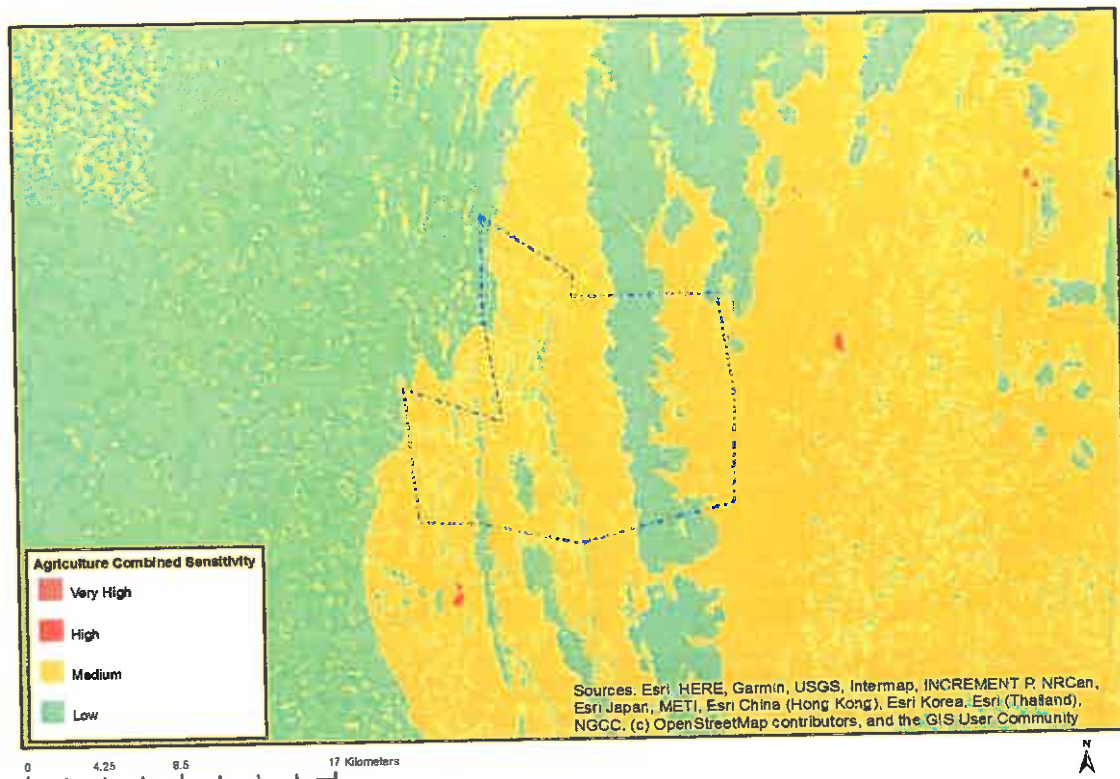 Agriculture Combined Sensitivity
Very High
High
Medium
Low
Sources: Esri, HERE, Garmin, USGS, Intermap, INCREMENT P, NRCan,
Esri Japan, METI, Esri China (Hong Kong), Esri Korea, Esri (Thailand),
NGCC, (c) OpenStreetMap contributors, and the GIS User Community
0 4.25 8.5 17 Kilometers
N